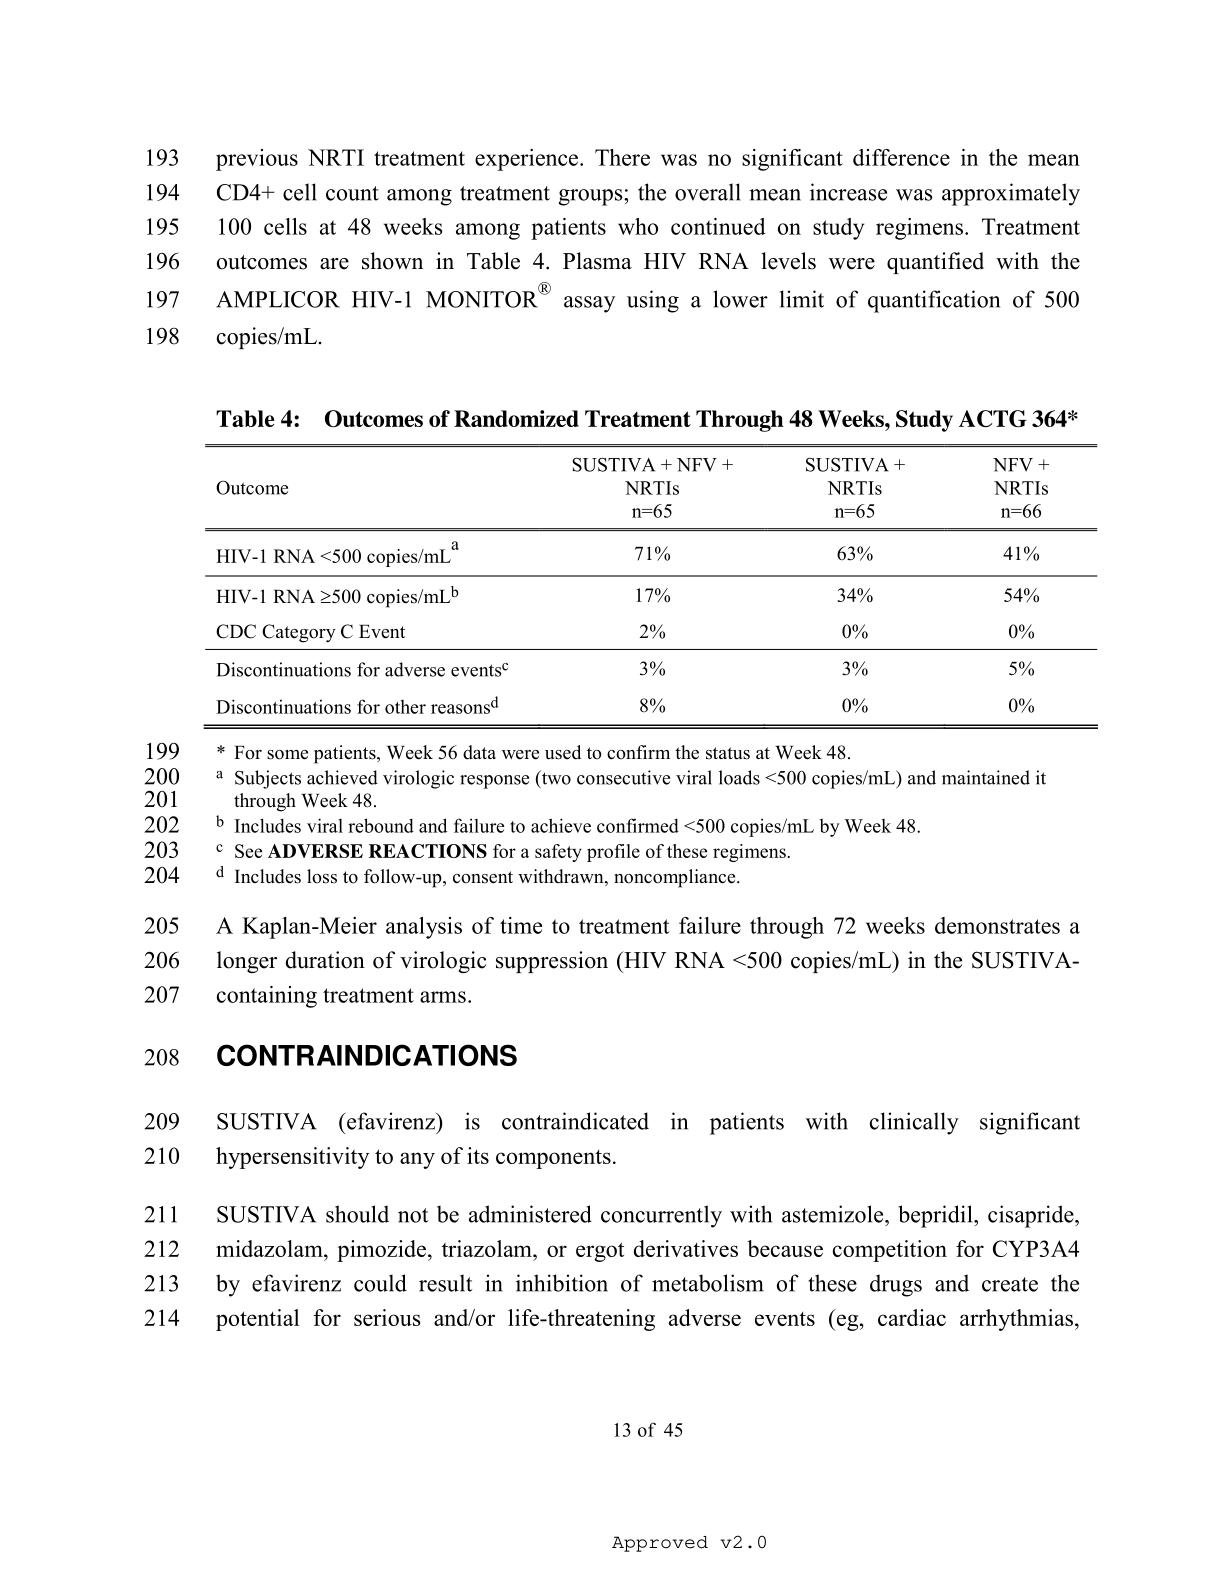 193 previous NRTI treatment experience. There was no significant difference in the mean
194 CD4+ cell count among treatment groups; the overall mean increase was approximately
195 100 cells at 48 weeks among patients who continued on study regimens. Treatment
196 outcomes are shown in Table 4. Plasma HIV RNA levels were quantified with the
197 AMPLICOR HIV-1 MONITOR® assay using a lower limit of quantification of 500
198 copies/mL.
Table 4: Outcomes of Randomized Treatment Through 48 Weeks, Study ACTG 364*
SUSTIVA + NFV + SUSTIVA + NFV +
Outcome NRTIs NRTIs NRTIs
n=65 n=65 n=66
HIV-1 RNA <500 copies/mLa 71% 63% 41%
HIV-1 RNA ≥500 copies/mLb 17% 34% 54%
CDC Category C Event 2% 0% 0%
Discontinuations for adverse eventsc 3% 3% 5%
Discontinuations for other reasonsd 8% 0% 0%
199 * For some patients, Week 56 data were used to confirm the status at Week 48.
200 a Subjects achieved virologic response (two consecutive viral loads <500 copies/mL) and maintained it
201 through Week 48.
202 b Includes viral rebound and failure to achieve confirmed <500 copies/mL by Week 48.
203 c See ADVERSE REACTIONS for a safety profile of these regimens.
204 d Includes loss to follow-up, consent withdrawn, noncompliance.
205 A Kaplan-Meier analysis of time to treatment failure through 72 weeks demonstrates a
206 longer duration of virologic suppression (HIV RNA <500 copies/mL) in the SUSTIVA-
207 containing treatment arms.
208 CONTRAINDICATIONS
209 SUSTIVA (efavirenz) is contraindicated in patients with clinically significant
210 hypersensitivity to any of its components.
211 SUSTIVA should not be administered concurrently with astemizole, bepridil, cisapride,
212 midazolam, pimozide, triazolam, or ergot derivatives because competition for CYP3A4
213 by efavirenz could result in inhibition of metabolism of these drugs and create the
214 potential for serious and/or life-threatening adverse events (eg, cardiac arrhythmias,
13 of 45
Approved v2.0